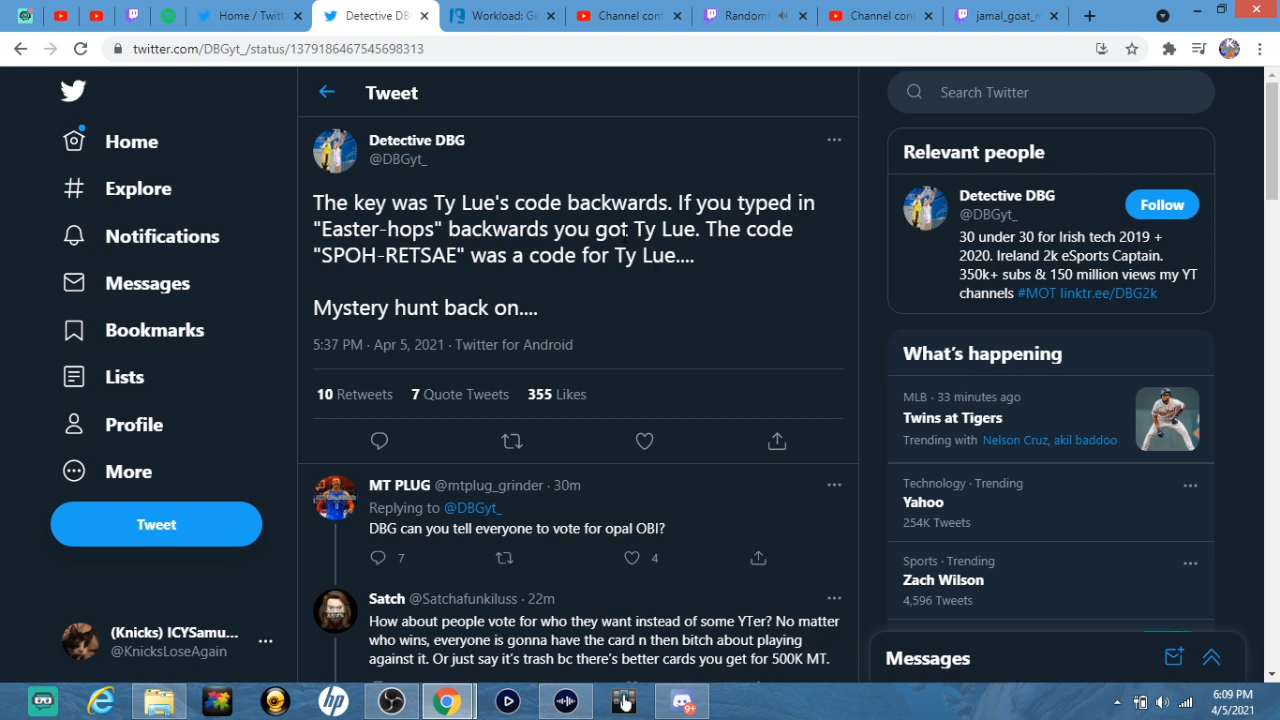 Home / Twitt
Detective DB
Workload: Ge
Channel cont
Random
Channel cont
jamal_goat_
twitter.com/DBGyt_/status/1379186467545698313
Home
Explore
Notifications
Messages
Bookmarks
Lists
Profile
More
Tweet
(Knicks) ICYSamu...
@KnicksLoseAgain
Tweet
Detective DBG
@DBGyt_
The key was Ty Lue's code backwards. If you typed in
"Easter-hops" backwards you got Ty Lue. The code
"SPOH-RETSAE" was a code for Ty Lue....
Mystery hunt back on....
5:37 PM · Apr 5, 2021 · Twitter for Android
10 Retweets 7 Quote Tweets 355 Likes
MT PLUG @mtplug_grinder · 30m
Replying to @DBGyt_
DBG can you tell everyone to vote for opal OBI?
7 4
Satch @Satchafunkiluss · 22m
How about people vote for who they want instead of some YTer? No matter
who wins, everyone is gonna have the card n then bitch about playing
against it. Or just say it's trash bc there's better cards you get for 500K MT.
Search Twitter
Relevant people
Detective DBG
@DBGyt_
Follow
30 under 30 for Irish tech 2019 +
2020. Ireland 2k eSports Captain.
350k+ subs & 150 million views my YT
channels #MOT linktr.ee/DBG2k
What's happening
MLB · 33 minutes ago
Twins at Tigers
Trending with Nelson Cruz, akil baddoo
Technology · Trending
Yahoo
254K Tweets
Sports · Trending
Zach Wilson
4,596 Tweets
Messages
9+
6:09 PM
4/5/2021